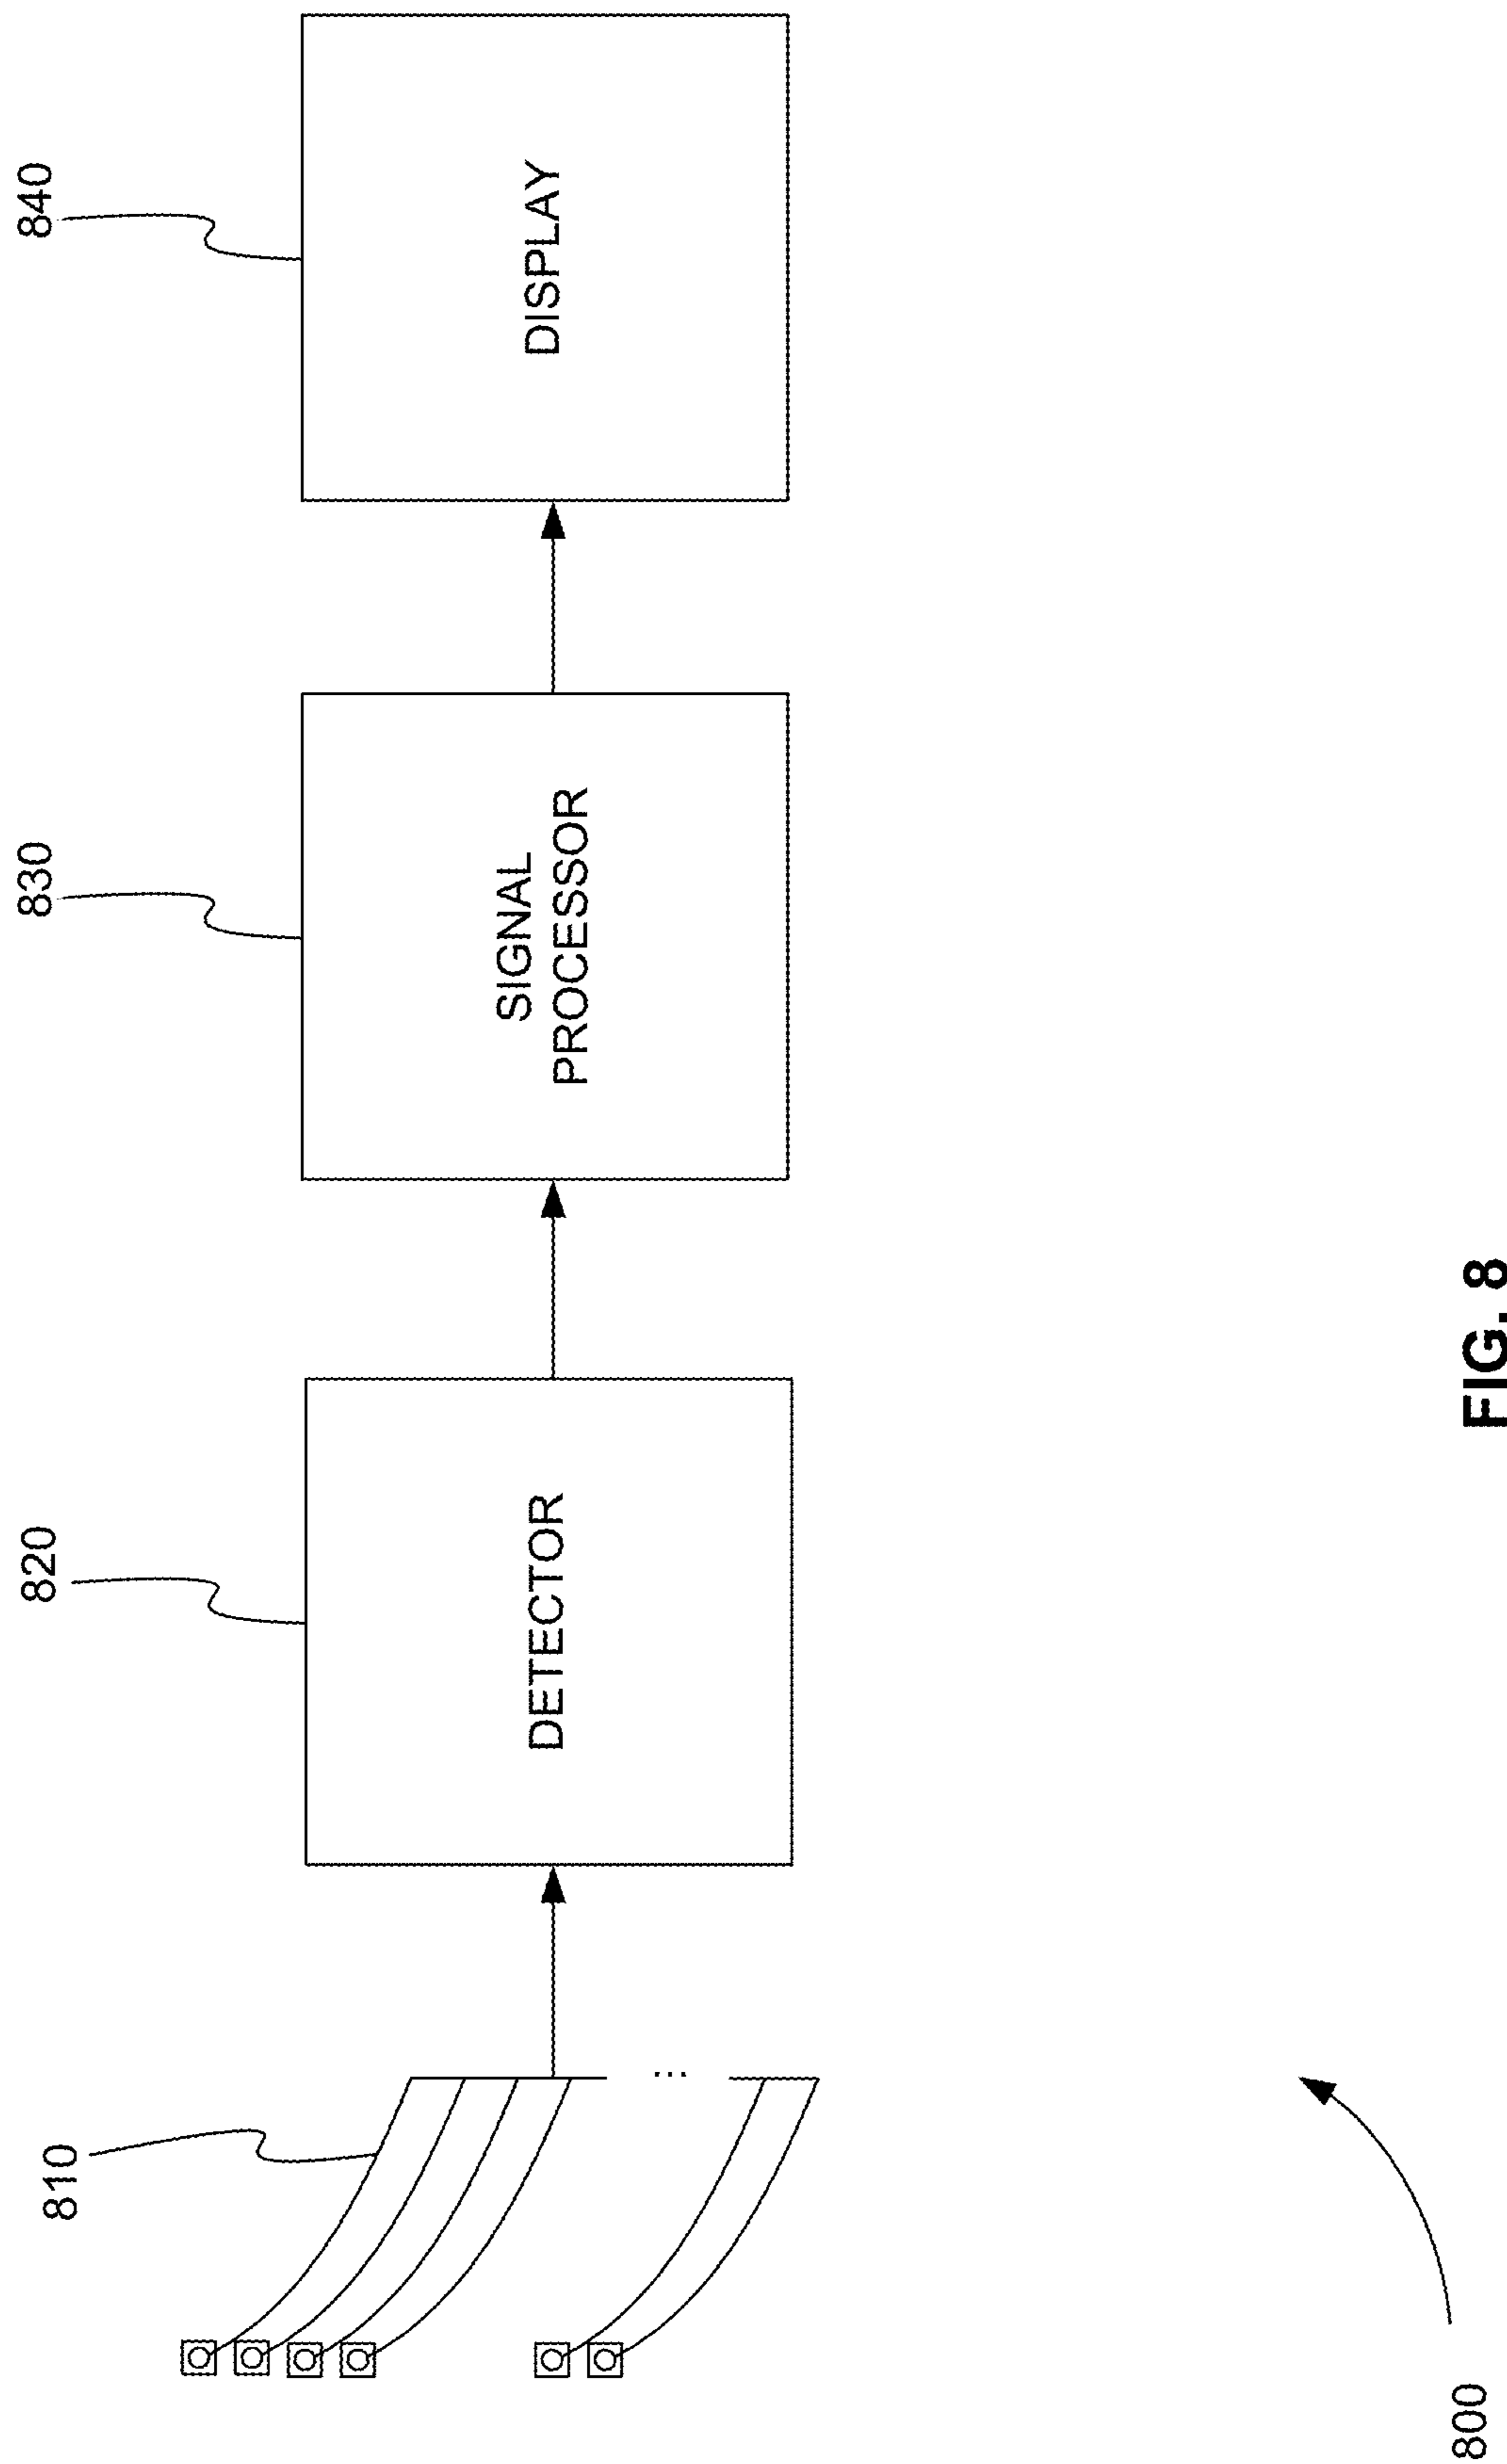 810
820
830
840
DETECTOR
SIGNAL
PROCESSOR
DISPLAY
...
800
FIG. 8